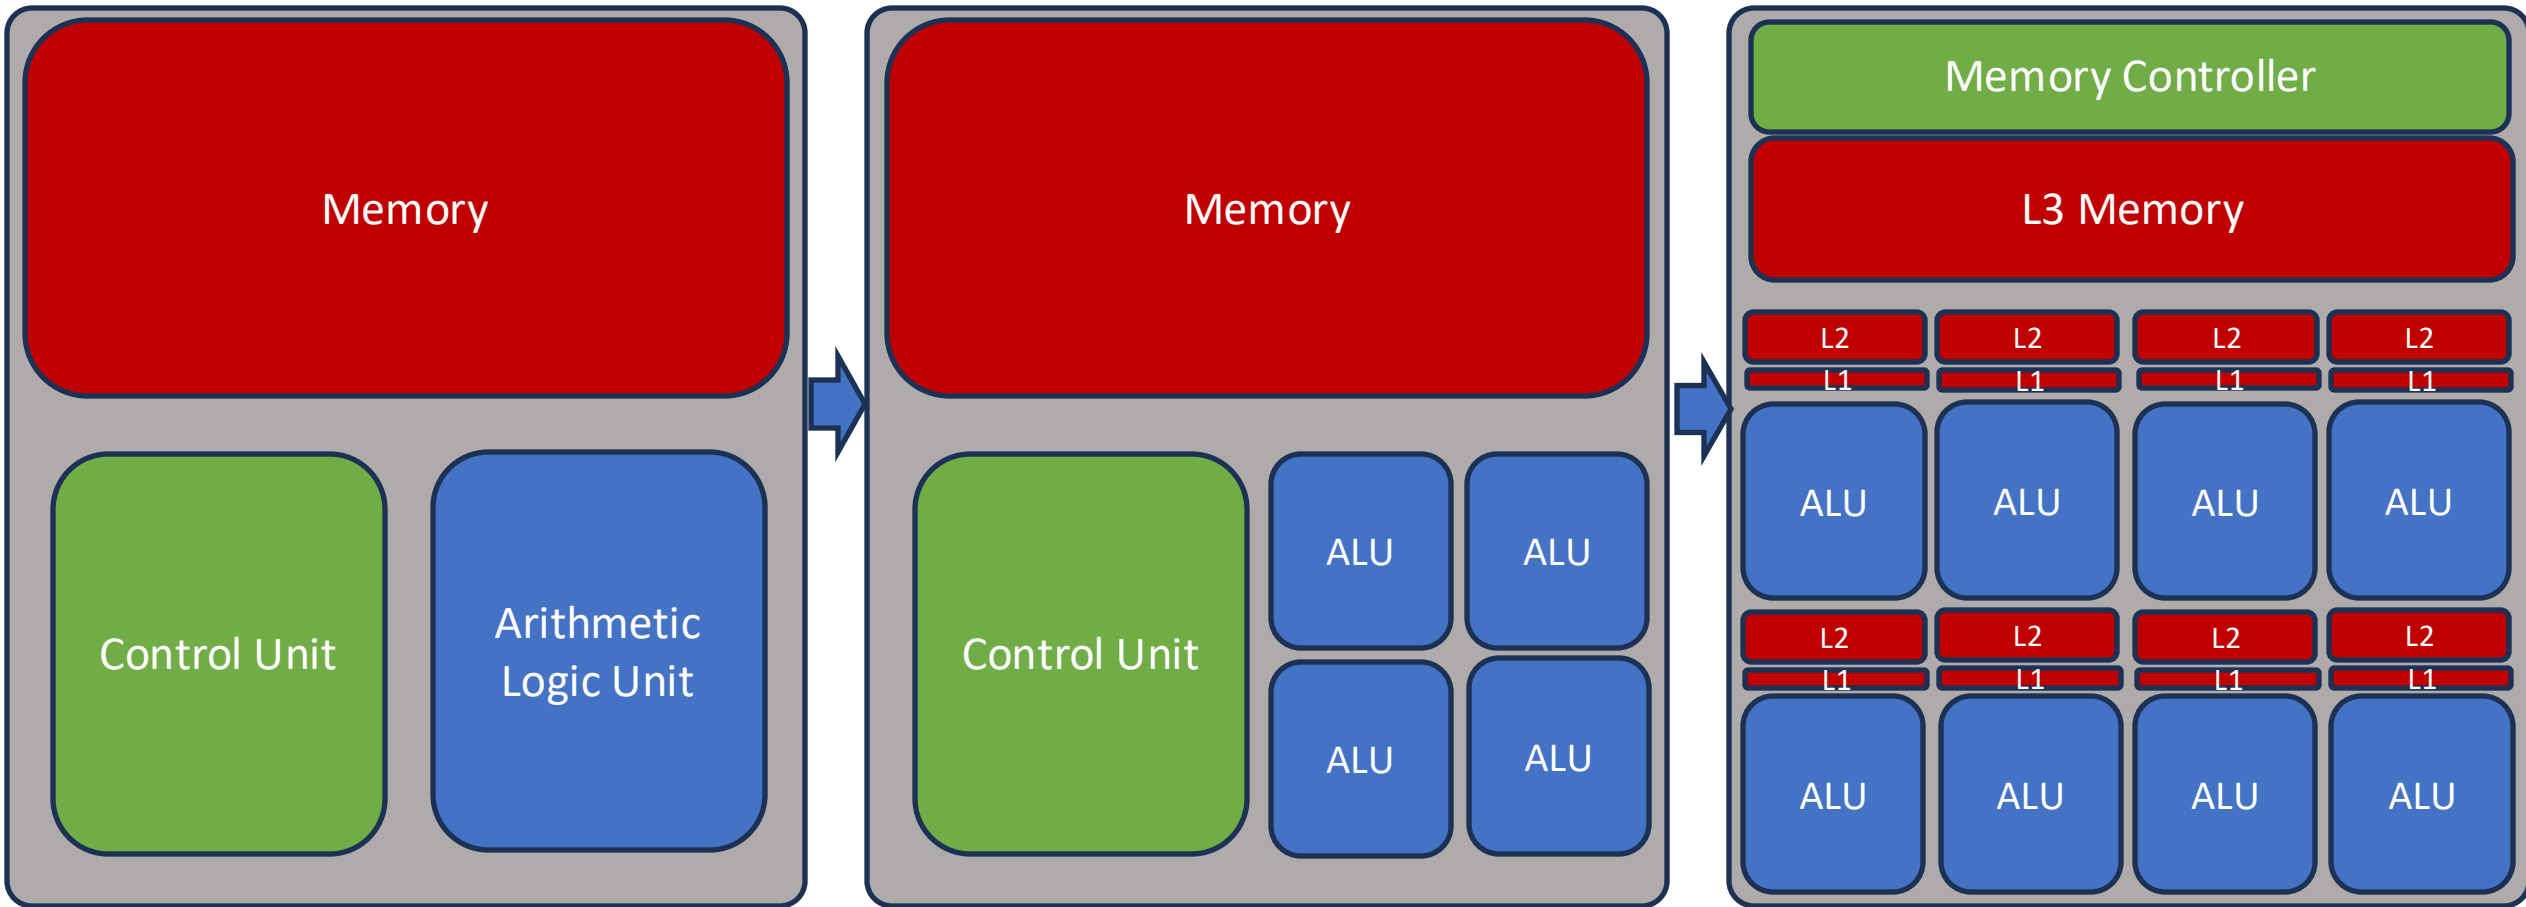 Memory
Control Unit
Arithmetic
Logic Unit
Memory
Control Unit
ALU
ALU
ALU
ALU
Memory Controller
L3 Memory
L2
L2
L2
L2
L1
L1
L1
L1
ALU
ALU
ALU
ALU
L2
L2
L2
L2
L1
L1
L1
L1
ALU
ALU
ALU
ALU